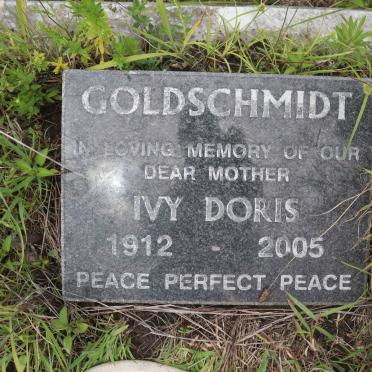 GOLDSCHMIDT
IN LOVING MEMORY OF OUR
DEAR MOTHER
IVY DORIS
1912 - 2005
PEACE PERFECT PEACE